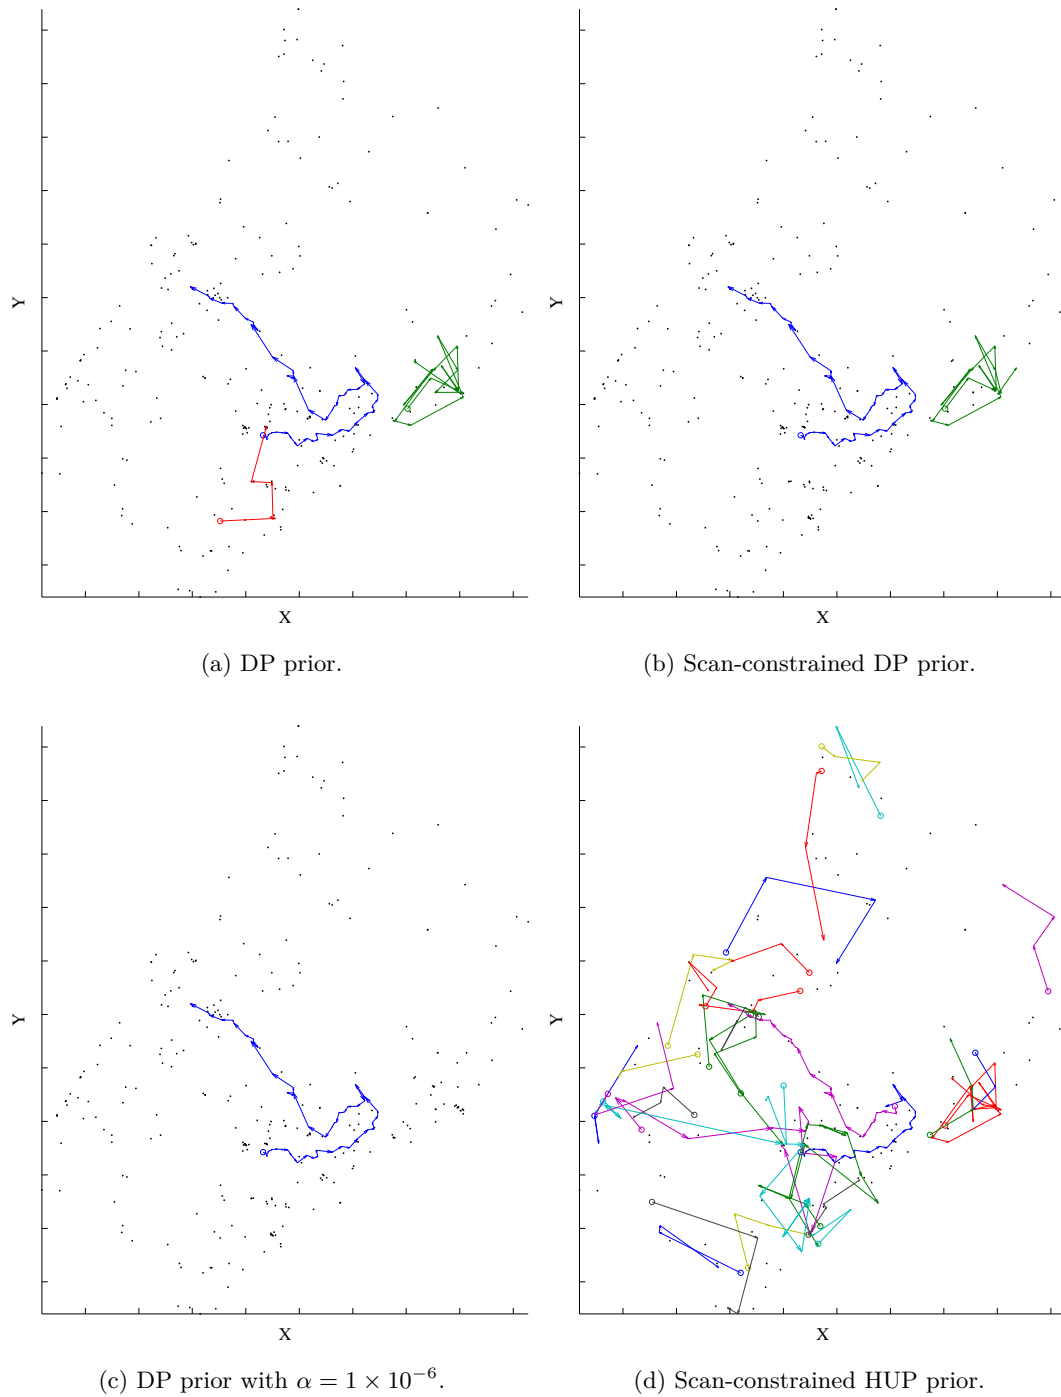 Y
Y
X
X
(a) DP prior.
(b) Scan-constrained DP prior.
Y
Y
X
X
(c) DP prior with α = 1 × 10⁻⁶.
(d) Scan-constrained HUP prior.